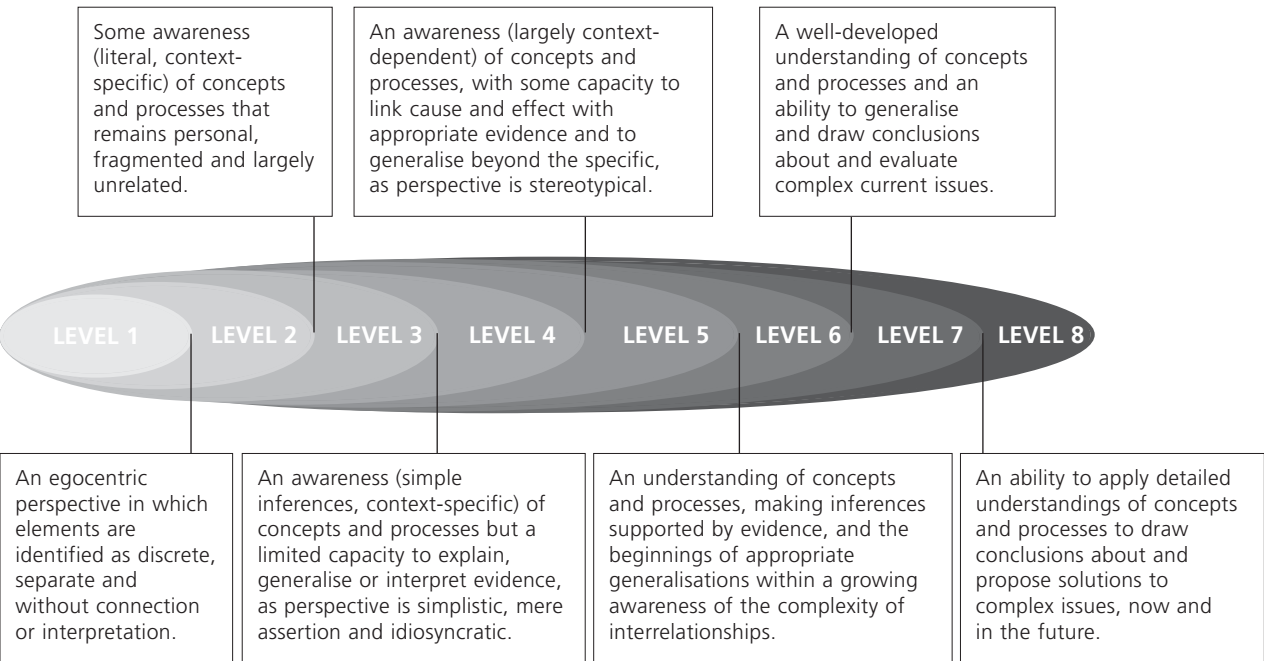 Some awareness
(literal, context-
specific) of concepts
and processes that
remains personal,
fragmented and largely
unrelated.
An awareness (largely context-
dependent) of concepts and
processes, with some capacity to
link cause and effect with
appropriate evidence and to
generalise beyond the specific,
as perspective is stereotypical.
A well-developed
understanding of concepts
and processes and an
ability to generalise
and draw conclusions
about and evaluate
complex current issues.
LEVEL 1
LEVEL 2
LEVEL 3
LEVEL 4
LEVEL 5
LEVEL 6
LEVEL 7
LEVEL 8
An egocentric
perspective in which
elements are
identified as discrete,
separate and
without connection
or interpretation.
An awareness (simple
inferences, context-specific) of
concepts and processes but a
limited capacity to explain,
generalise or interpret evidence,
as perspective is simplistic, mere
assertion and idiosyncratic.
An understanding of concepts
and processes, making inferences
supported by evidence, and the
beginnings of appropriate
generalisations within a growing
awareness of the complexity of
interrelationships.
An ability to apply detailed
understandings of concepts
and processes to draw
conclusions about and
propose solutions to
complex issues, now and
in the future.